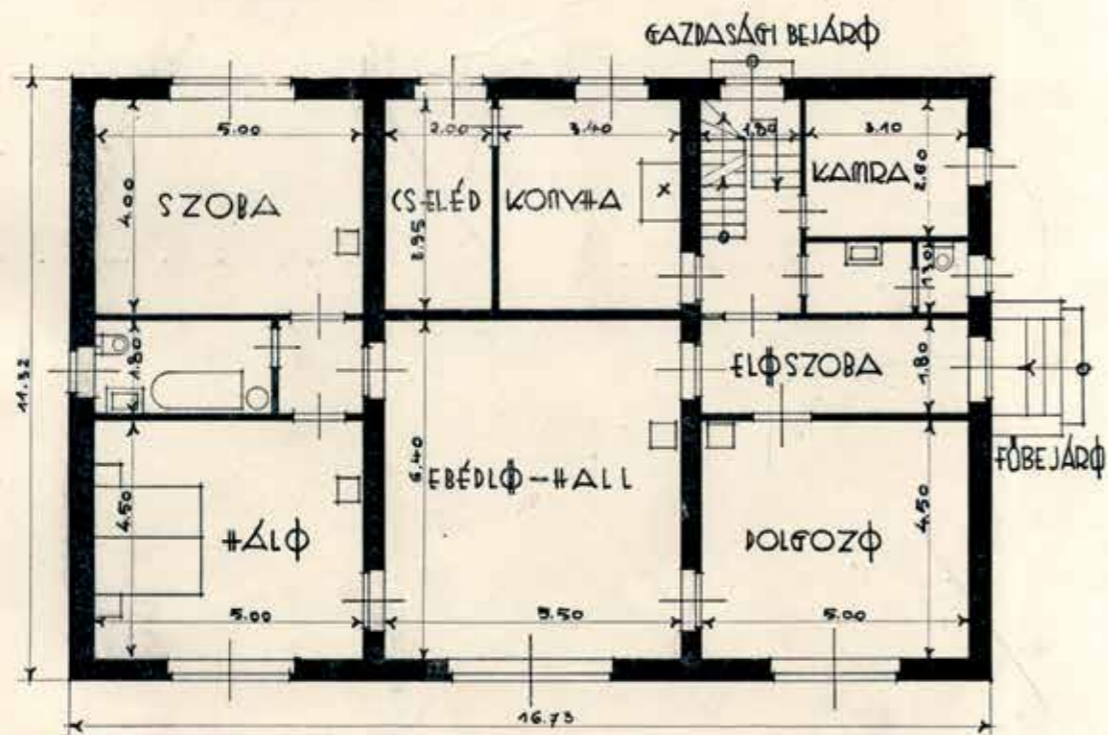 GAZDASÁGI BEJÁRÓ
5.00
2.00
3.40
1.80
3.10
SZOBA
4.00
CSELÉD
3.95
KONYHA
X
KAMRA
2.60
1.30
1.80
ELŐSZOBA
1.80
11.32
FŐBEJÁRÓ
4.50
HÁLÓ
6.40
EBÉDLŐ-HALL
DOLGOZÓ
4.50
5.00
5.50
5.00
16.73